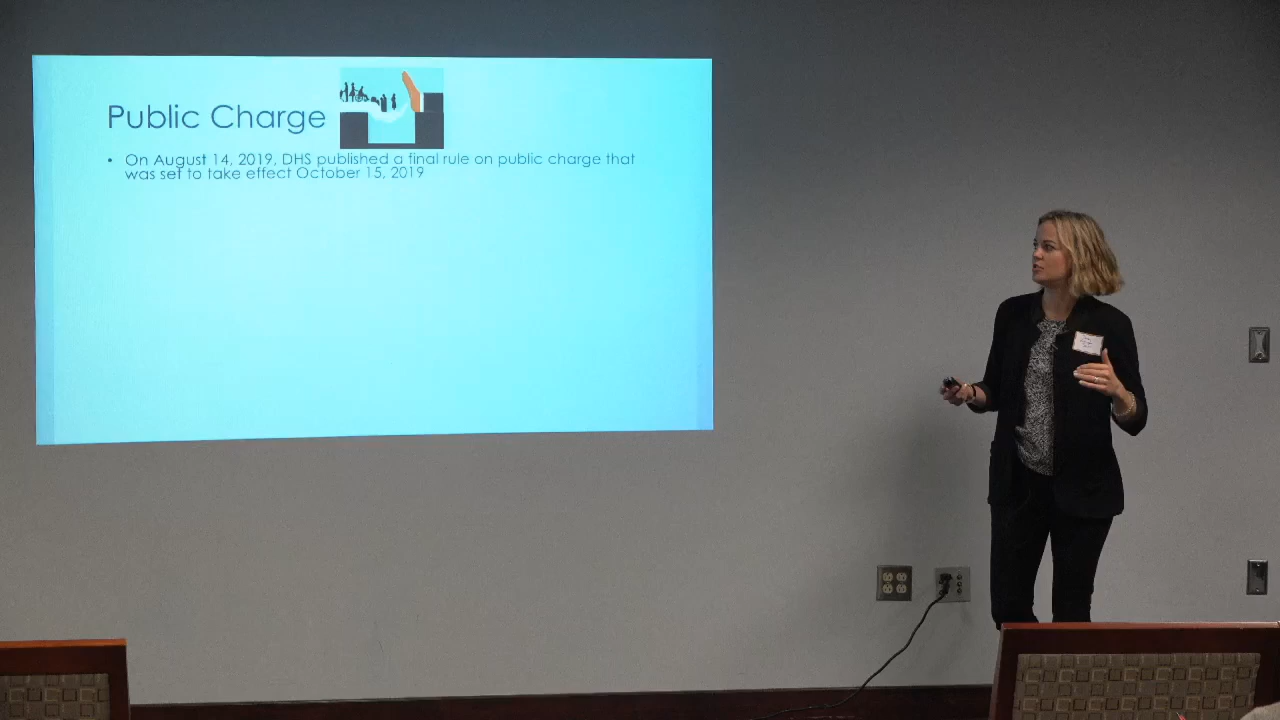 Public Charge
• On August 14, 2019, DHS published a final rule on public charge that
was set to take effect October 15, 2019